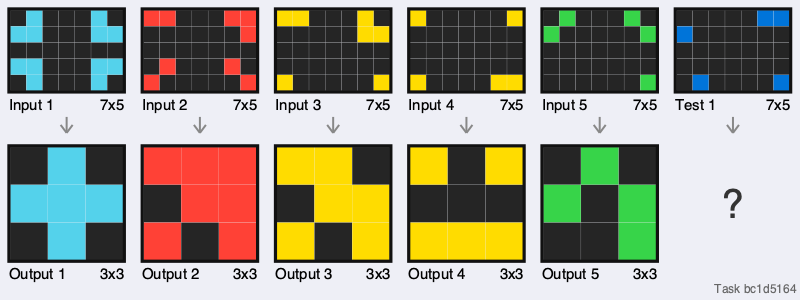 Input 1 7x5 Input 2 7x5 Input 3 7x5 Input 4 7x5 Input 5 7x5 Test 1 7x5
?
Output 1 3x3 Output 2 3x3 Output 3 3x3 Output 4 3x3 Output 5 3x3
Task bc1d5164